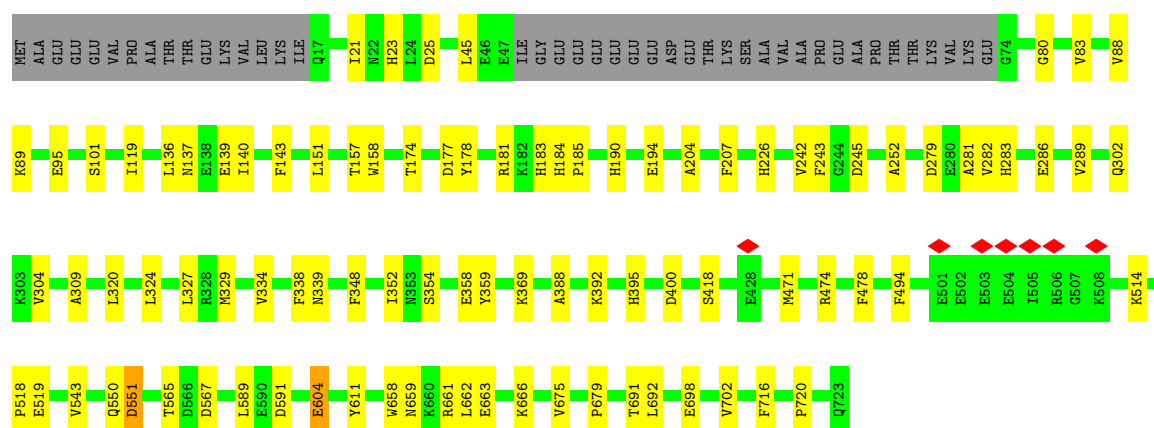 MET ALA GLU GLU GLU VAL PRO ALA THR THR GLU LYS VAL LEU LYS ILE Q17 I21 N22 H23 L24 D25 L45 E46 E47 ILE GLY GLU GLU GLU GLU GLU GLU ASP GLU THR LYS SER ALA VAL ALA PRO GLU ALA PRO THR THR LYS VAL LYS GLU G74 G80 V83 V88
K89 E95 S101 I119 L136 N137 E138 E139 I140 F143 L151 T157 W158 T174 D177 Y178 R181 K182 H183 H184 P185 H190 E194 A204 F207 H226 V242 F243 G244 D245 A252 D279 E280 A281 V282 H283 E286 V289 Q302
K303 V304 A309 L320 L324 L327 R328 M329 V334 F338 N339 F348 I352 N353 S354 E358 Y359 K369 A388 K392 H395 D400 S418 E428 M471 R474 F478 F494 E501 E502 E503 E504 I505 R506 G507 K508 K514
P518 E519 V543 Q550 D551 T565 D566 D567 L589 E590 D591 E604 Y611 W658 N659 K660 R661 L662 E663 K666 V675 P679 T691 L692 E698 V702 F716 P720 Q723